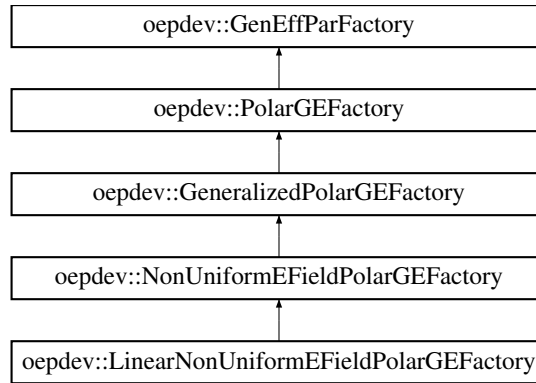 oepdev::GenEffParFactory
oepdev::PolarGEFactory
oepdev::GeneralizedPolarGEFactory
oepdev::NonUniformEFieldPolarGEFactory
oepdev::LinearNonUniformEFieldPolarGEFactory